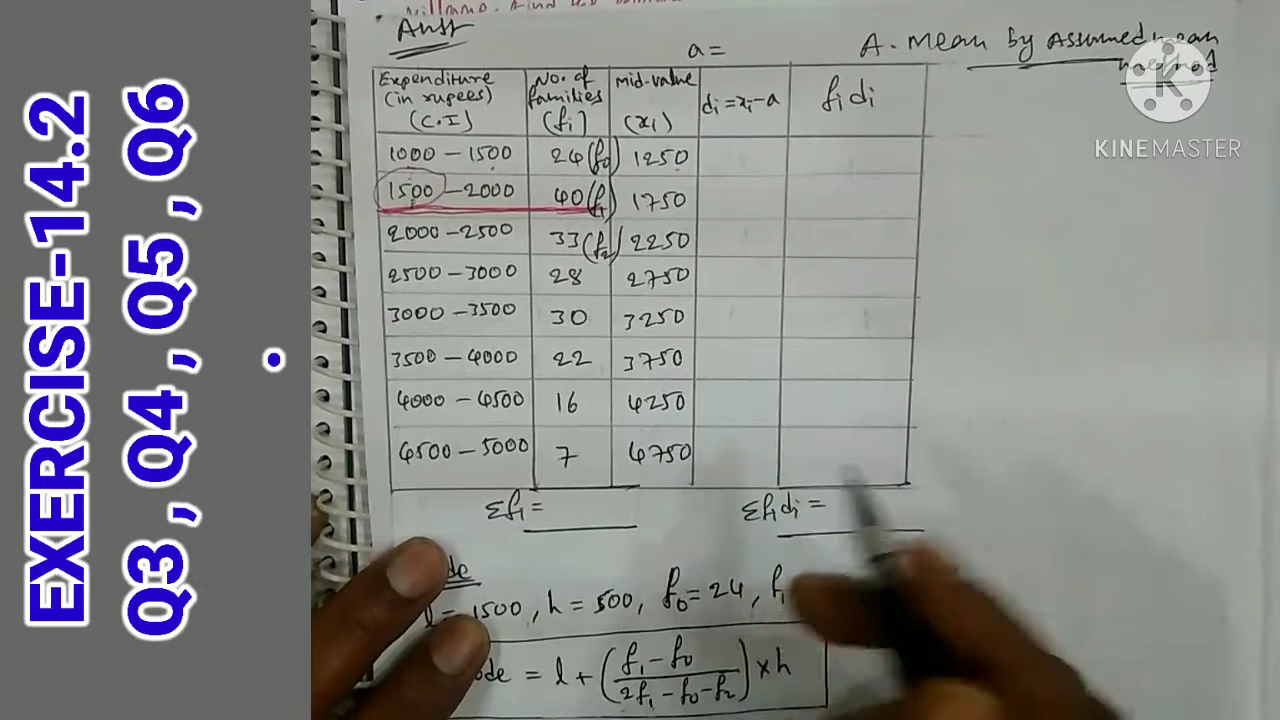 EXERCISE-14.2
Q3, Q4, Q5, Q6
.
Ans:
a =
A. Mean by Assumed mean
method
KINEMASTER
Expenditure (in rupees) (C.I) No. of families (fi) Mid-value (xi) di = xi - a fidi
1000 - 1500 24(f0) 1250
1500 - 2000 40(f1) 1750
2000 - 2500 33(f2) 2250
2500 - 3000 28 2750
3000 - 3500 30 3250
3500 - 4000 22 3750
4000 - 4500 16 4250
4500 - 5000 7 4750
Σfi = Σfidi =
l = 1500, h = 500, f0 = 24, f1
= l + (f1 - f0 / 2f1 - f0 - f2) × h